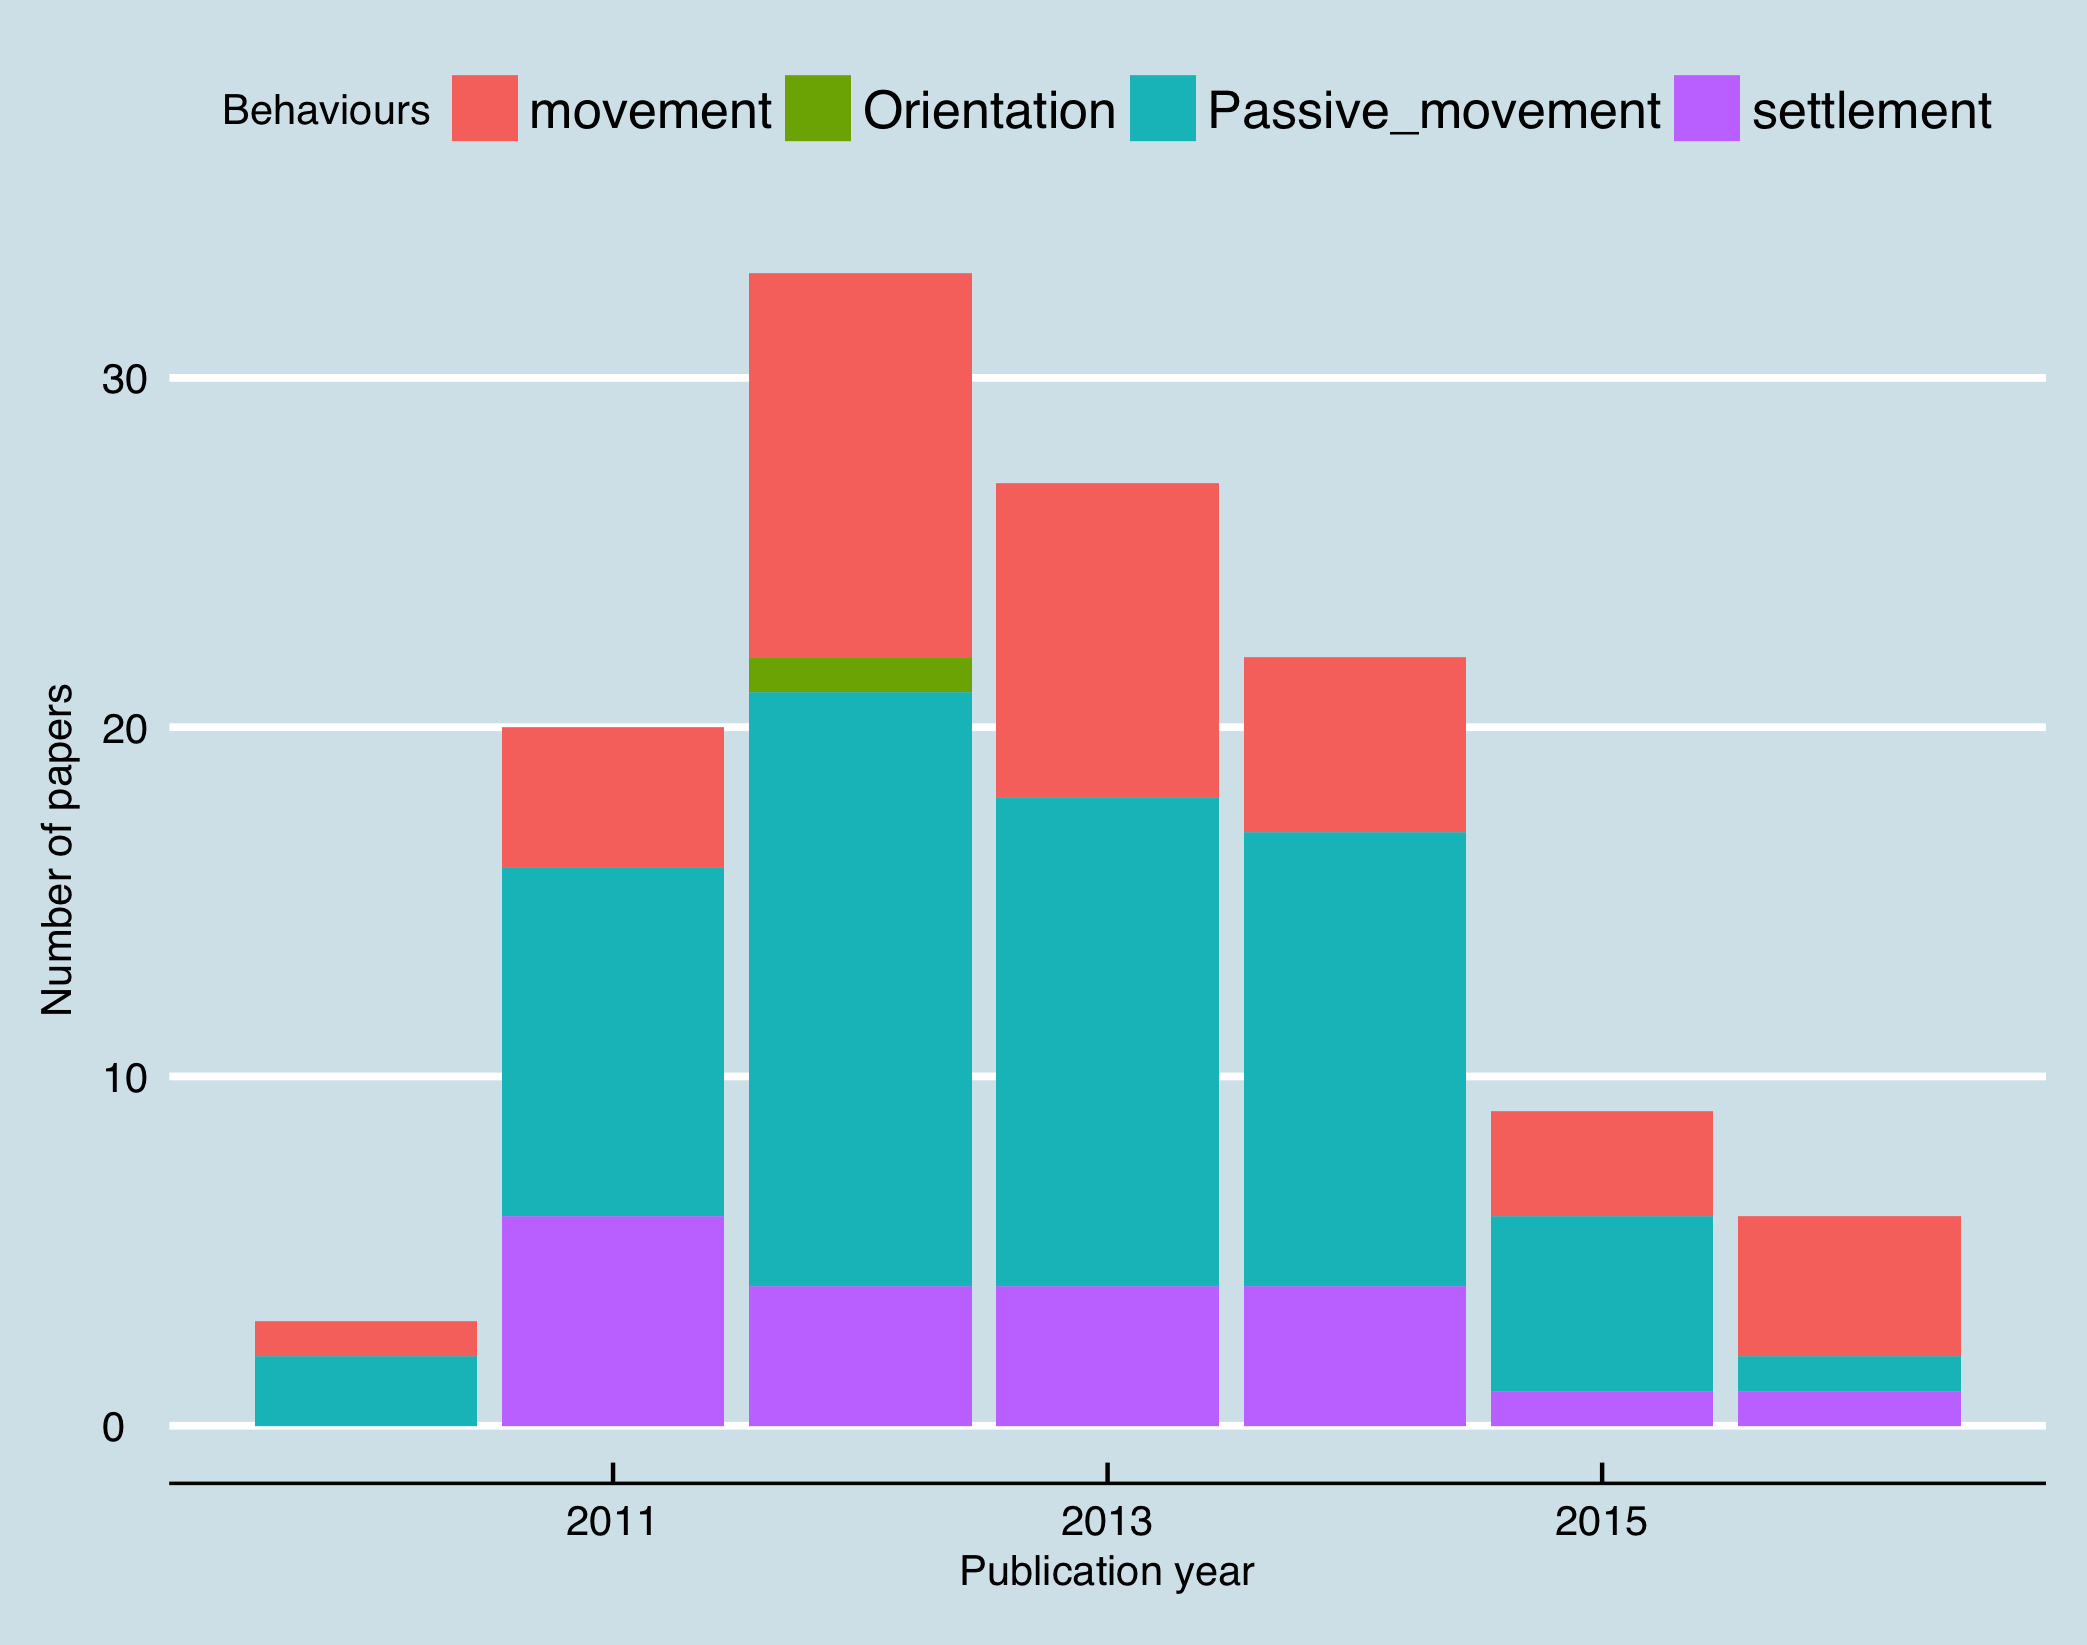 Behaviours movement Orientation Passive_movement settlement
30
20
10
0
Number of papers
2011 2013 2015
Publication year